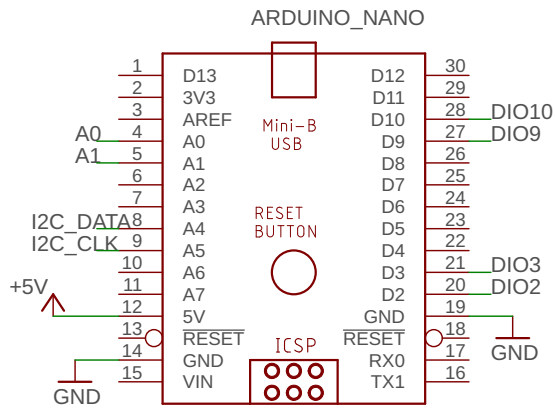 ARDUINO_NANO
1 D13 D12 30
2 3V3 D11 29
3 AREF D10 28 DIO10
A0 4 A0 Mini-B D9 27 DIO9
A1 5 A1 USB D8 26
6 A2 D7 25
7 A3 D6 24
I2C_DATA 8 A4 RESET D5 23
I2C_CLK 9 A5 BUTTON D4 22
10 A6 D3 21 DIO3
+5V 11 A7 D2 20 DIO2
12 5V GND 19
13 RESET RESET 18
14 GND ICSP RX0 17 GND
15 VIN TX1 16
GND